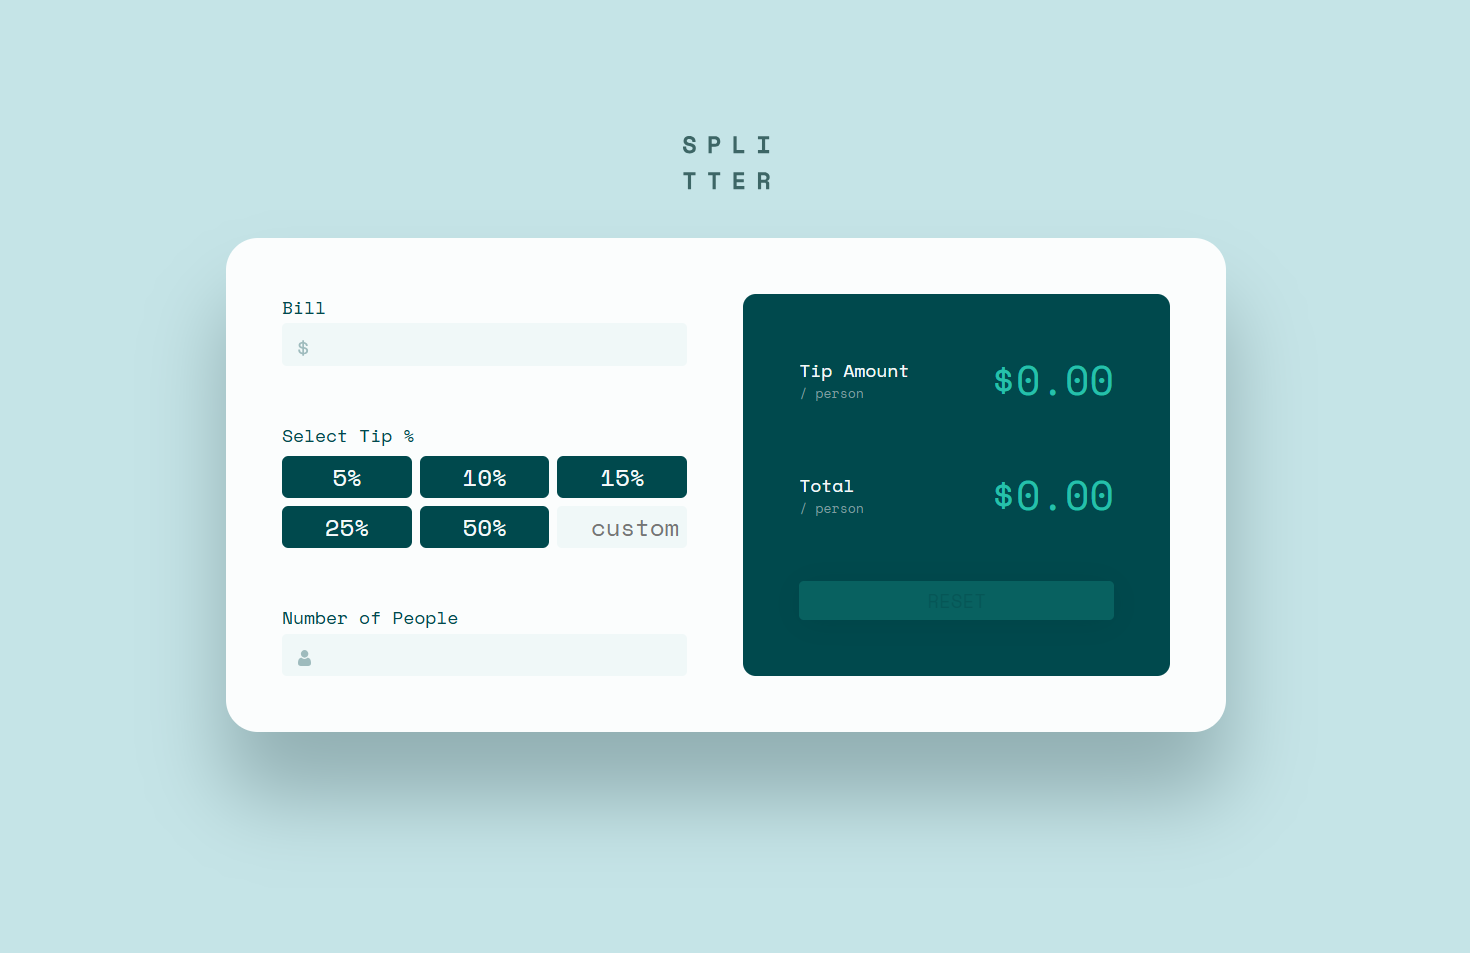 SPLI
TTER
Bill
$
Select Tip %
5% 10% 15%
25% 50% custom
Number of People
Tip Amount
/ person
$0.00
Total
/ person
$0.00
RESET